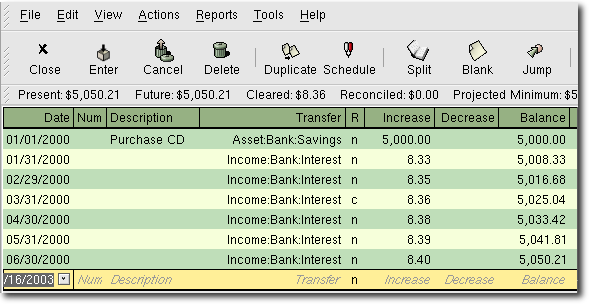 File Edit View Actions Reports Tools Help
Close Enter Cancel Delete Duplicate Schedule Split Blank Jump
Present: $5,050.21 Future: $5,050.21 Cleared: $8.36 Reconciled: $0.00 Projected Minimum: $5
Date Num Description Transfer R Increase Decrease Balance
01/01/2000 Purchase CD Asset:Bank:Savings n 5,000.00 5,000.00
01/31/2000 Income:Bank:Interest n 8.33 5,008.33
02/29/2000 Income:Bank:Interest n 8.35 5,016.68
03/31/2000 Income:Bank:Interest c 8.36 5,025.04
04/30/2000 Income:Bank:Interest n 8.38 5,033.42
05/31/2000 Income:Bank:Interest n 8.39 5,041.81
06/30/2000 Income:Bank:Interest n 8.40 5,050.21
/16/2003 Num Description Transfer n Increase Decrease Balance